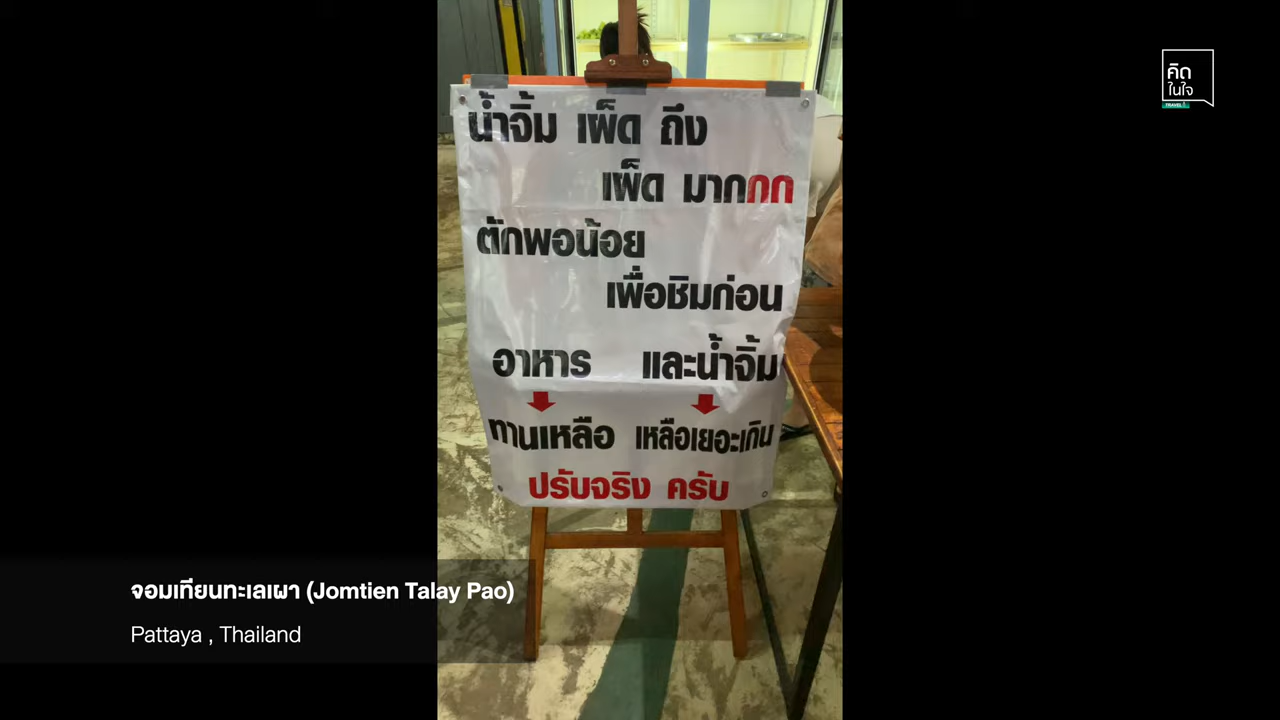 คิด
ในใจ
TRAVEL
น้ำจิ้ม เผ็ด ถึง
เผ็ด มากกก
ตักพอน้อย
เพื่อชิมก่อน
อาหาร และน้ำจิ้ม
ทานเหลือ เหลือเยอะเกิน
ปรับจริง ครับ
จอมเทียนทะเลเผา (Jomtien Talay Pao)
Pattaya , Thailand